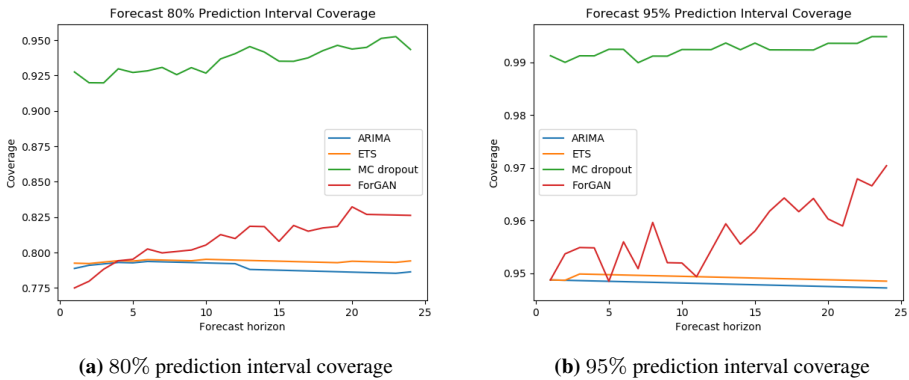 Forecast 80% Prediction Interval Coverage
0.950
0.925
0.900
0.875
0.850
0.825
0.800
0.775
Coverage
ARIMA
ETS
MC dropout
ForGAN
0 5 10 15 20 25
Forecast horizon
(a) 80% prediction interval coverage
Forecast 95% Prediction Interval Coverage
0.99
0.98
0.97
0.96
0.95
Coverage
ARIMA
ETS
MC dropout
ForGAN
0 5 10 15 20 25
Forecast horizon
(b) 95% prediction interval coverage